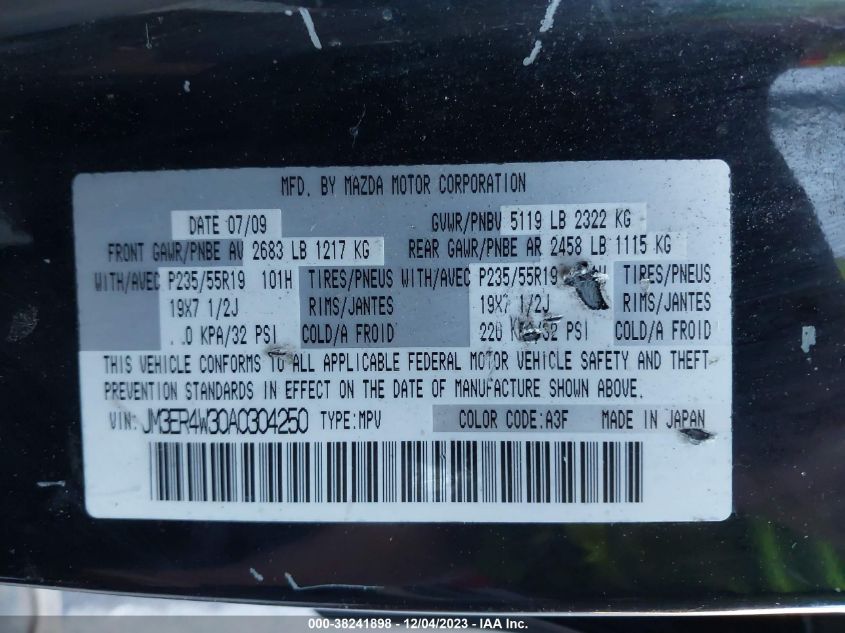 MFD. BY MAZDA MOTOR CORPORATION
DATE 07/09 GVWR/PNBV 5119 LB 2322 KG
FRONT GAWR/PNBE AV 2683 LB 1217 KG REAR GAWR/PNBE AR 2458 LB 1115 KG
WITH/AVEC P235/55R19 101H TIRES/PNEUS WITH/AVEC P235/55R19 TIRES/PNEUS
19X7 1/2J RIMS/JANTES 19X7 1/2J RIMS/JANTES
0 KPA/32 PSI COLD/A FROID 220 KPA/32 PSI COLD/A FROID
THIS VEHICLE CONFORMS TO ALL APPLICABLE FEDERAL MOTOR VEHICLE SAFETY AND THEFT
PREVENTION STANDARDS IN EFFECT ON THE DATE OF MANUFACTURE SHOWN ABOVE.
VIN: JM3ER4W30A0304250 TYPE:MPV COLOR CODE:A3F MADE IN JAPAN
000-38241898 - 12/04/2023 - IAA Inc.